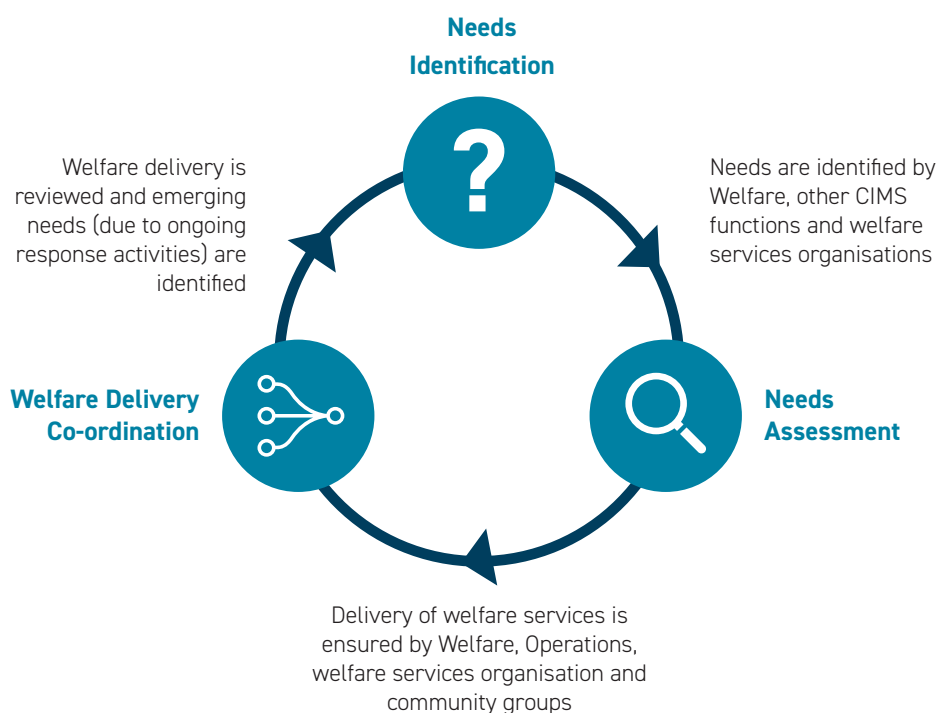 Needs
Identification
?
Welfare delivery is
reviewed and emerging
needs (due to ongoing
response activities) are
identified
Needs are identified by
Welfare, other CIMS
functions and welfare
services organisations
Welfare Delivery
Co-ordination
Needs
Assessment
Delivery of welfare services is
ensured by Welfare, Operations,
welfare services organisation and
community groups